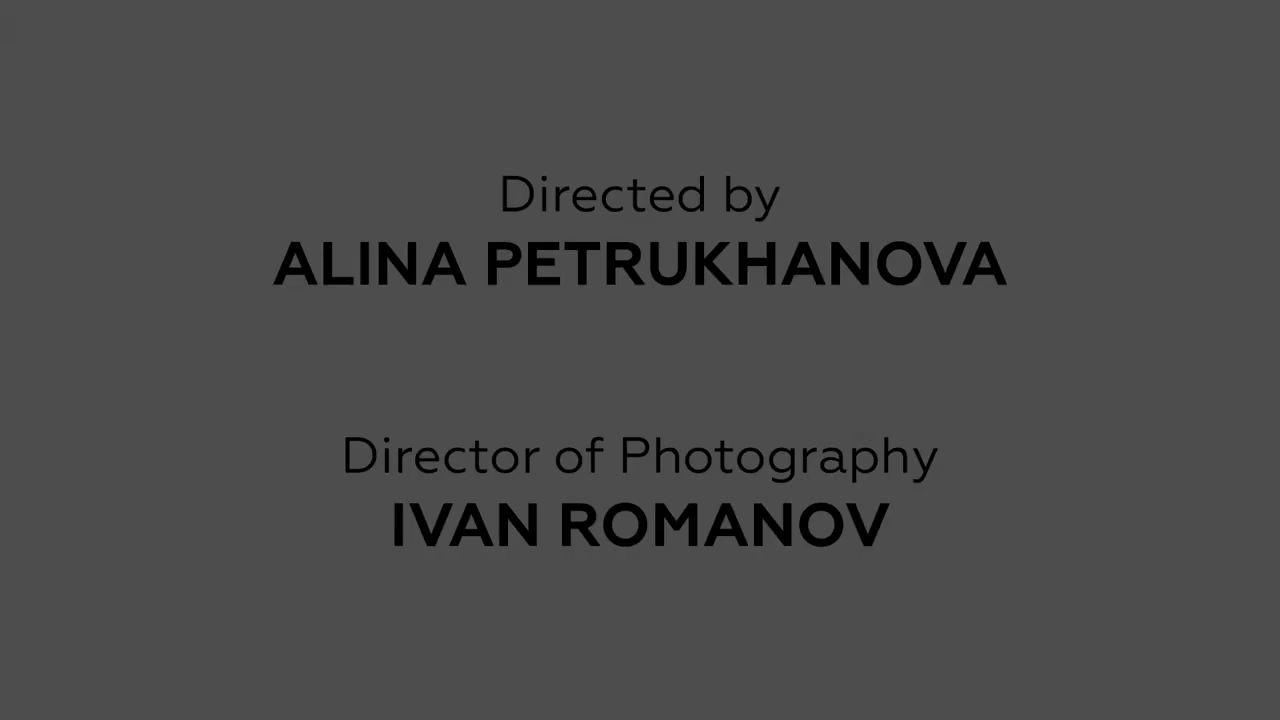 Directed by
ALINA PETRUKHANOVA
Director of Photography
IVAN ROMANOV